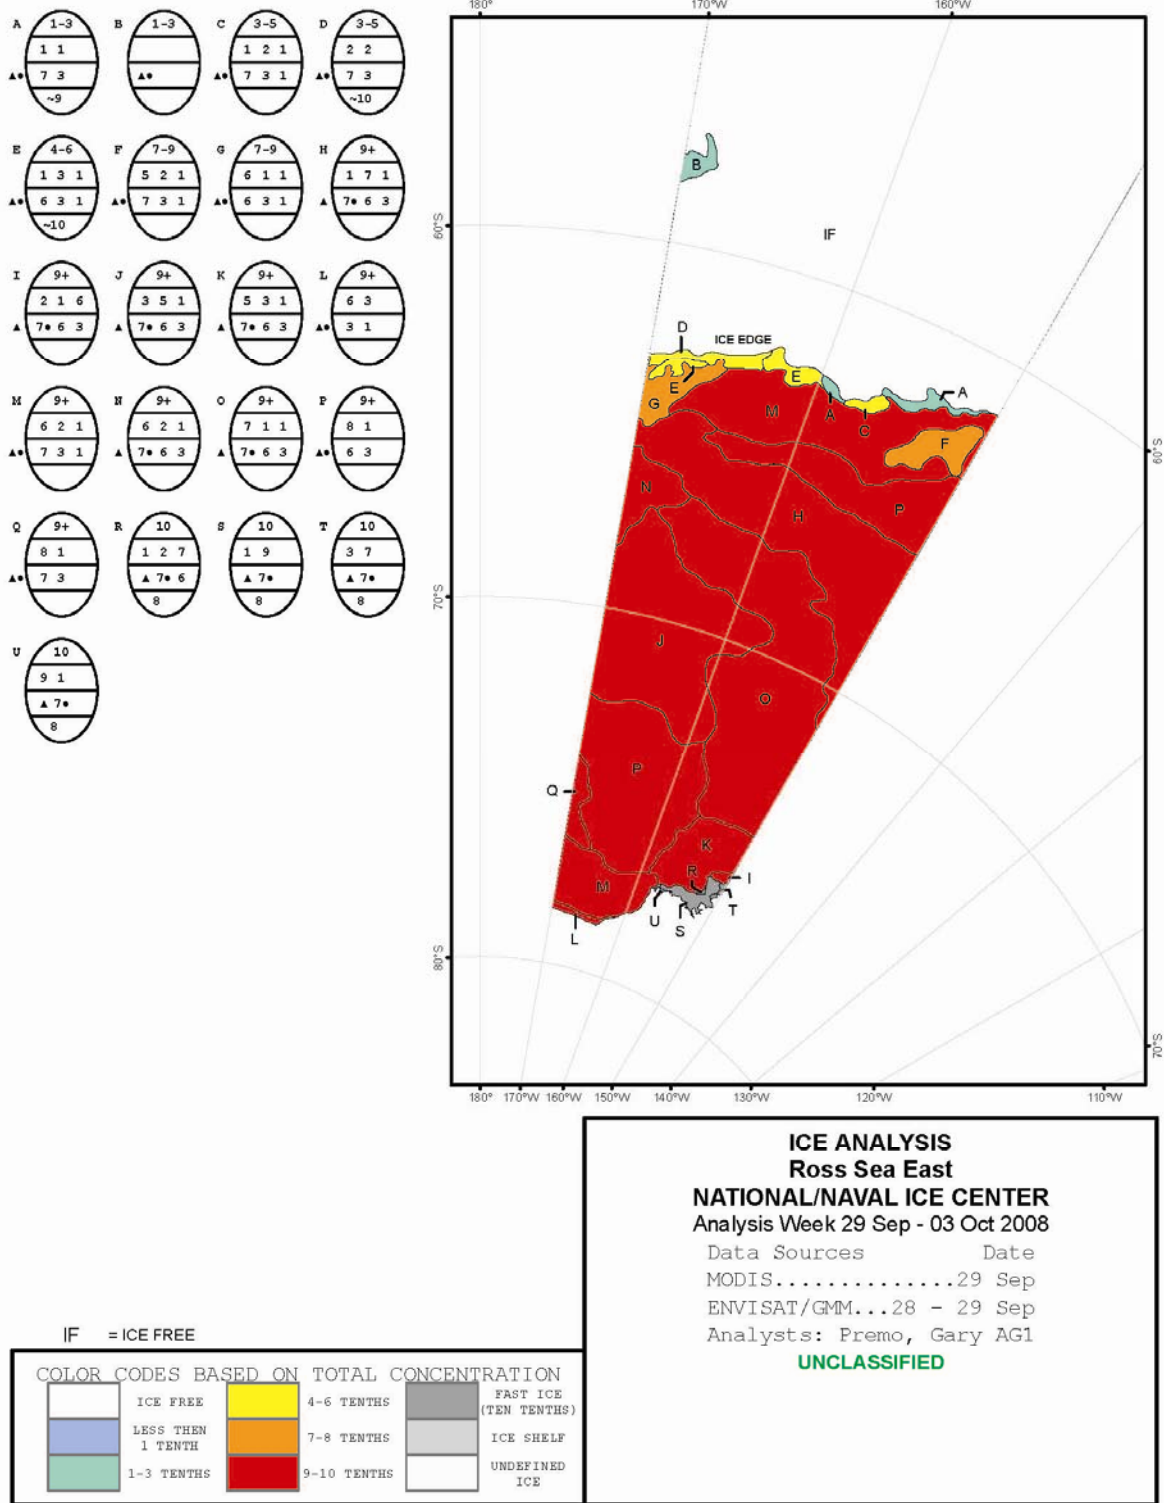 180° 170°W 160°W
A 1-3
1 1
▲● 7 3
~9
B 1-3
▲●
C 3-5
1 2 1
▲● 7 3 1
D 3-5
2 2
▲● 7 3
~10
E 4-6
1 3 1
▲● 6 3 1
~10
F 7-9
5 2 1
▲● 7 3 1
G 7-9
6 1 1
▲● 6 3 1
H 9+
1 7 1
▲ 7● 6 3
I 9+
2 1 6
▲ 7● 6 3
J 9+
3 5 1
▲ 7● 6 3
K 9+
5 3 1
▲ 7● 6 3
L 9+
6 3
▲● 3 1
M 9+
6 2 1
▲● 7 3 1
N 9+
6 2 1
▲ 7● 6 3
O 9+
7 1 1
▲ 7● 6 3
P 9+
8 1
▲● 6 3
Q 9+
8 1
▲● 7 3
R 10
1 2 7
▲ 7● 6
8
S 10
1 9
▲ 7●
8
T 10
3 7
▲ 7●
8
U 10
9 1
▲ 7●
8
B
60°S
IF
D
ICE EDGE
E
E
A
G
M
A
C
F
60°S
N
H
P
70°S
J
O
P
Q
K
R
I
M
U
S
T
L
80°S
70°S
180° 170°W 160°W 150°W 140°W 130°W 120°W 110°W
ICE ANALYSIS
Ross Sea East
NATIONAL/NAVAL ICE CENTER
Analysis Week 29 Sep - 03 Oct 2008
Data Sources Date
MODIS..............29 Sep
ENVISAT/GMM...28 - 29 Sep
Analysts: Premo, Gary AG1
UNCLASSIFIED
IF = ICE FREE
COLOR CODES BASED ON TOTAL CONCENTRATION
ICE FREE
LESS THEN
1 TENTH
1-3 TENTHS
4-6 TENTHS
7-8 TENTHS
9-10 TENTHS
FAST ICE
(TEN TENTHS)
ICE SHELF
UNDEFINED
ICE